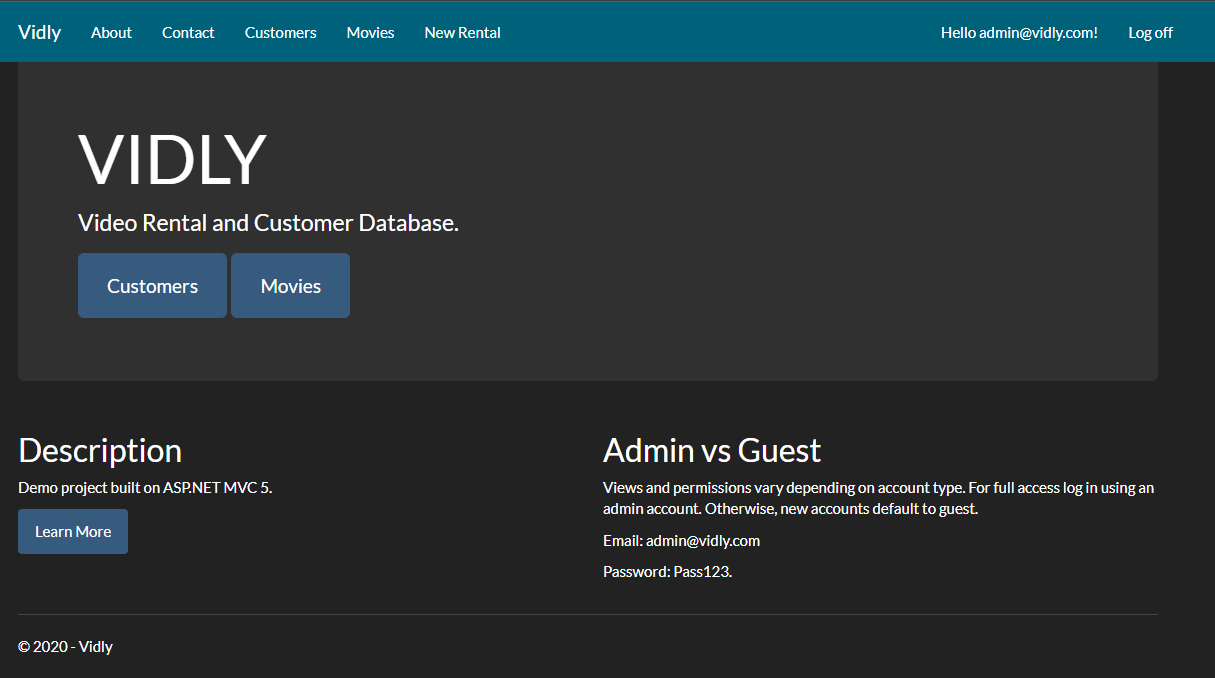 Vidly About Contact Customers Movies New Rental Hello admin@vidly.com! Log off
VIDLY
Video Rental and Customer Database.
Customers Movies
Description
Demo project built on ASP.NET MVC 5.
Learn More
Admin vs Guest
Views and permissions vary depending on account type. For full access log in using an
admin account. Otherwise, new accounts default to guest.
Email: admin@vidly.com
Password: Pass123.
© 2020 - Vidly